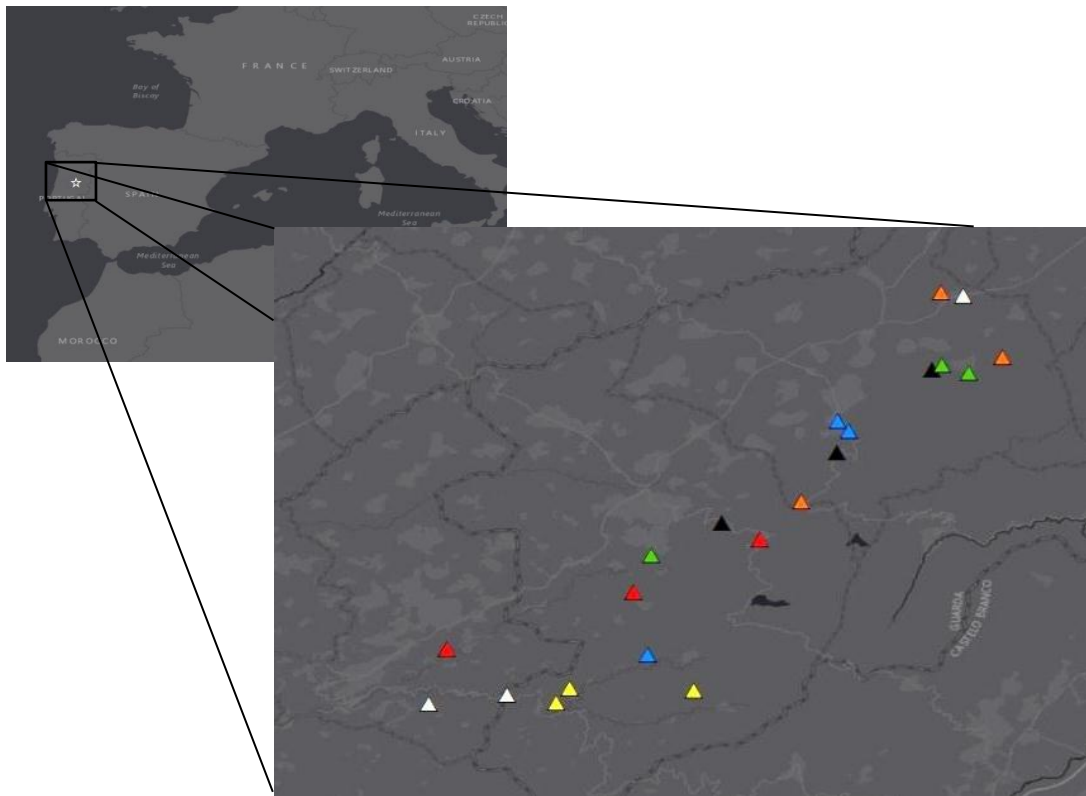 CZECH
REPUBLIC
AUSTRIA
FRANCE
SWITZERLAND
Bay of
Biscay
CROATIA
ITALY
PORTUGAL
SPAIN
Mediterranean
Sea
Mediterranean
Sea
MOROCCO
GUARDA
CASTELO BRANCO